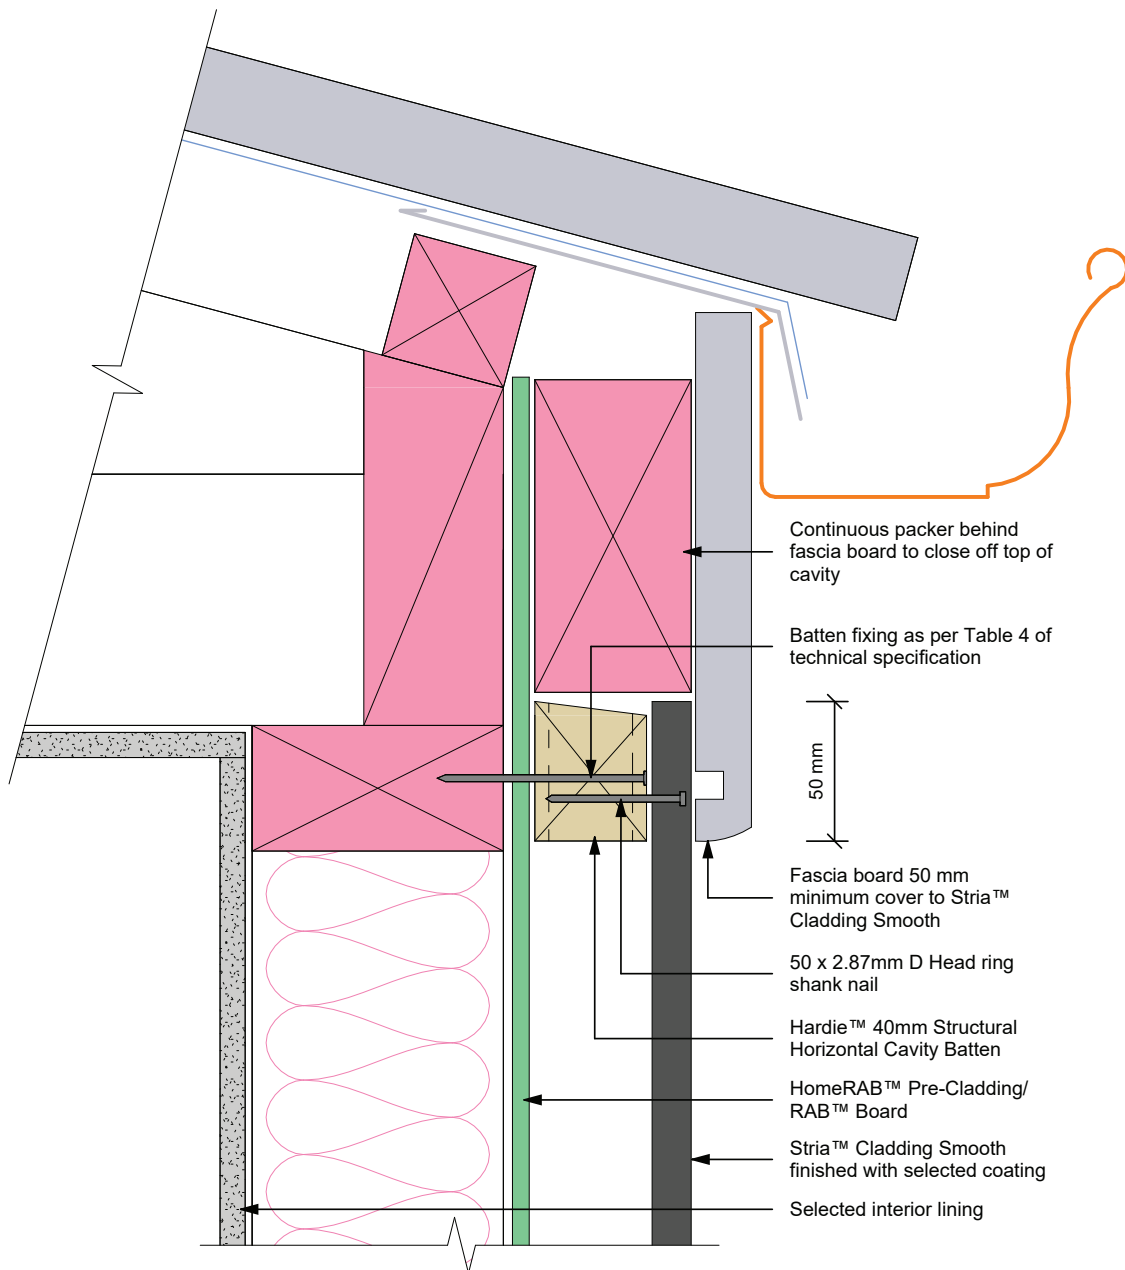 Continuous packer behind
fascia board to close off top of
cavity
Batten fixing as per Table 4 of
technical specification
50 mm
Fascia board 50 mm
minimum cover to Stria™
Cladding Smooth
50 x 2.87mm D Head ring
shank nail
Hardie™ 40mm Structural
Horizontal Cavity Batten
HomeRAB™ Pre-Cladding/
RAB™ Board
Stria™ Cladding Smooth
finished with selected coating
Selected interior lining